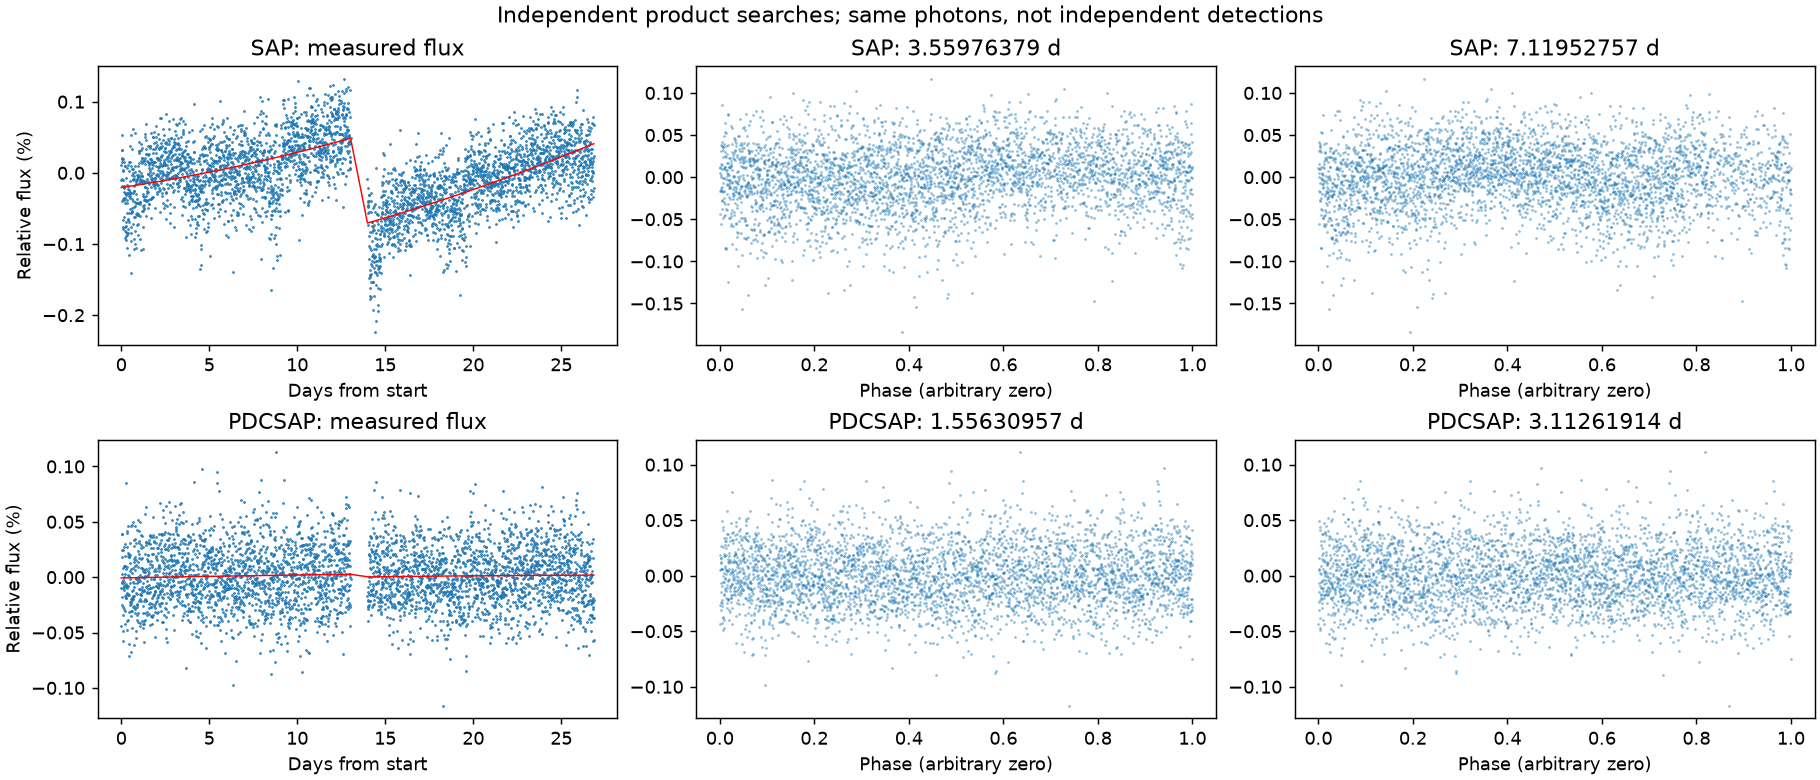 Independent product searches; same photons, not independent detections
SAP: measured flux
Relative flux (%)
0.1
0.0
−0.1
−0.2
0 5 10 15 20 25
Days from start
SAP: 3.55976379 d
0.10
0.05
0.00
−0.05
−0.10
−0.15
0.0 0.2 0.4 0.6 0.8 1.0
Phase (arbitrary zero)
SAP: 7.11952757 d
0.10
0.05
0.00
−0.05
−0.10
−0.15
0.0 0.2 0.4 0.6 0.8 1.0
Phase (arbitrary zero)
PDCSAP: measured flux
Relative flux (%)
0.10
0.05
0.00
−0.05
−0.10
0 5 10 15 20 25
Days from start
PDCSAP: 1.55630957 d
0.10
0.05
0.00
−0.05
−0.10
0.0 0.2 0.4 0.6 0.8 1.0
Phase (arbitrary zero)
PDCSAP: 3.11261914 d
0.10
0.05
0.00
−0.05
−0.10
0.0 0.2 0.4 0.6 0.8 1.0
Phase (arbitrary zero)